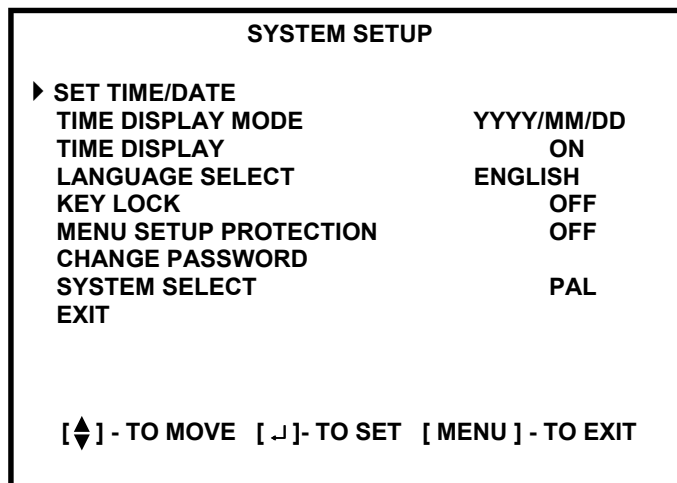 SYSTEM SETUP
SET TIME/DATE
TIME DISPLAY MODE YYYY/MM/DD
TIME DISPLAY ON
LANGUAGE SELECT ENGLISH
KEY LOCK OFF
MENU SETUP PROTECTION OFF
CHANGE PASSWORD
SYSTEM SELECT PAL
EXIT
[⬍] - TO MOVE [↵]- TO SET [ MENU ] - TO EXIT